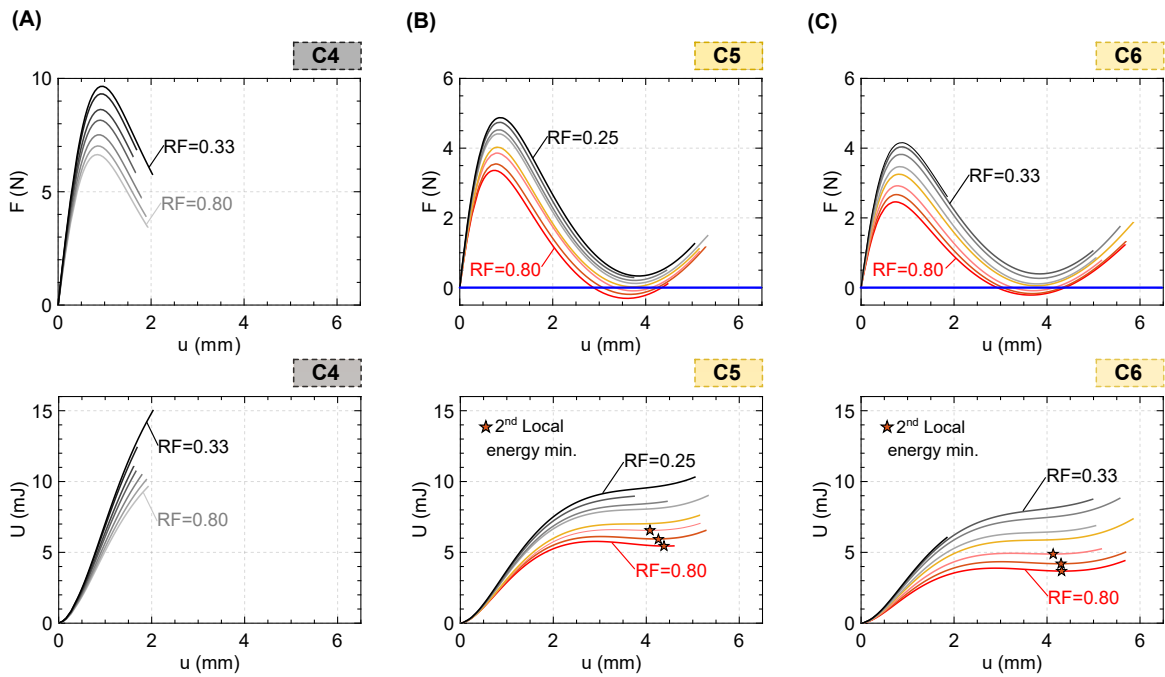 (A)
(B)
(C)
C4
C5
C6
10
5
0
F (N)
RF=0.33
RF=0.80
0
2
4
6
u (mm)
6
4
2
0
F (N)
RF=0.25
RF=0.80
0
2
4
6
u (mm)
6
4
2
0
F (N)
RF=0.33
RF=0.80
0
2
4
6
u (mm)
C4
C5
C6
15
10
5
0
U (mJ)
RF=0.33
RF=0.80
0
2
4
6
u (mm)
15
10
5
0
U (mJ)
2nd Local
energy min.
RF=0.25
RF=0.80
0
2
4
6
u (mm)
15
10
5
0
U (mJ)
2nd Local
energy min.
RF=0.33
RF=0.80
0
2
4
6
u (mm)